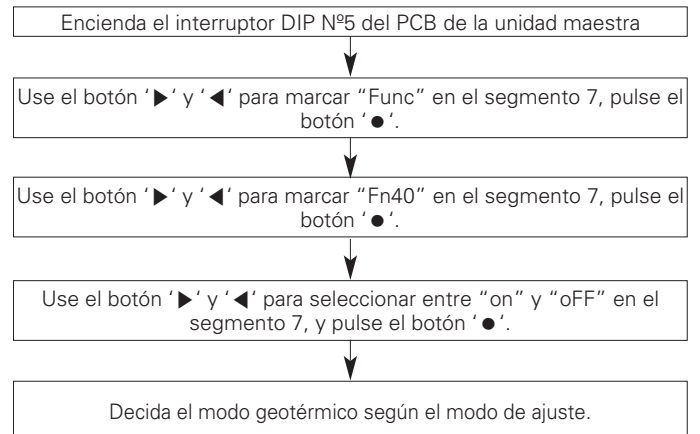 Encienda el interruptor DIP Nº5 del PCB de la unidad maestra
Use el botón ‘▶‘ y ‘◀‘ para marcar “Func” en el segmento 7, pulse el
botón ‘●‘.
Use el botón ‘▶‘ y ‘◀‘ para marcar “Fn40” en el segmento 7, pulse el
botón ‘●‘.
Use el botón ‘▶‘ y ‘◀‘ para seleccionar entre “on” y “oFF” en el
segmento 7, y pulse el botón ‘●‘.
Decida el modo geotérmico según el modo de ajuste.